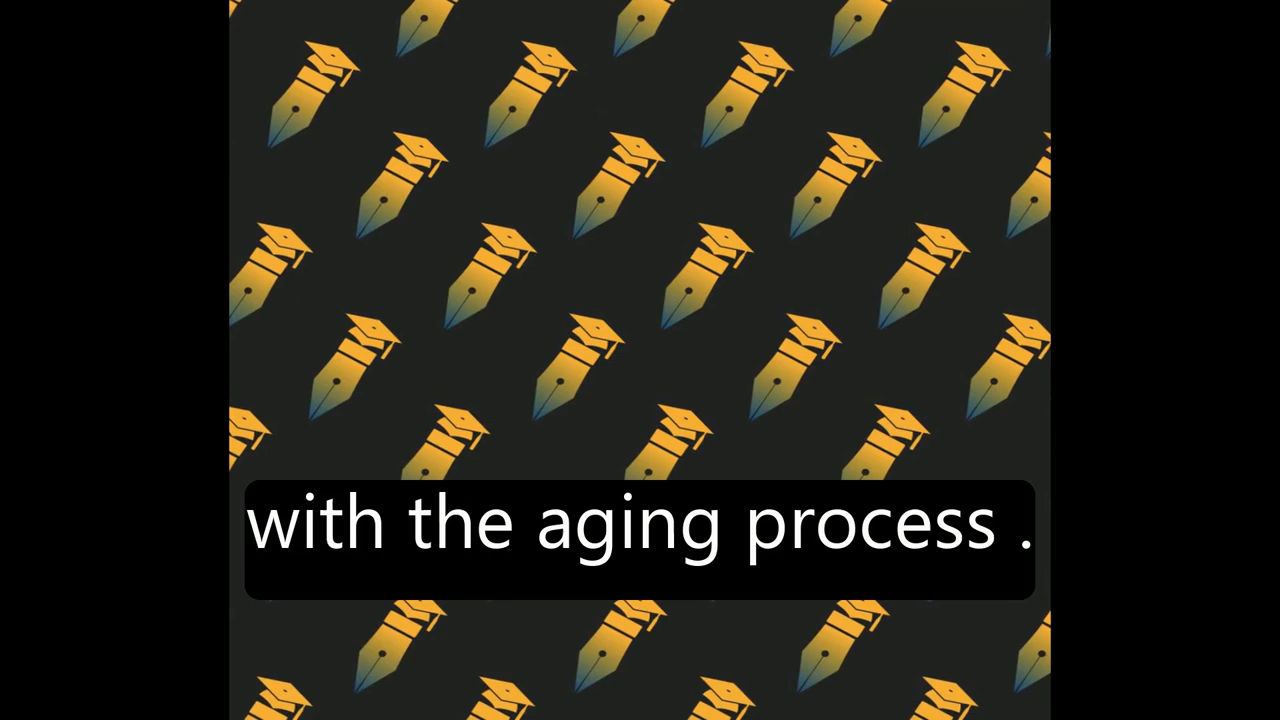 with the aging process .